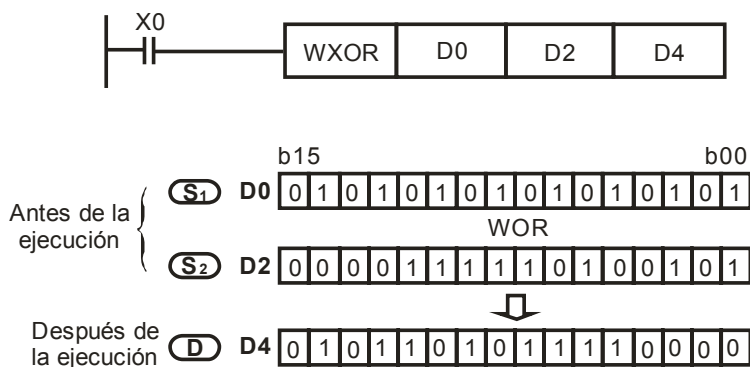 X0
WXOR D0 D2 D4
b15 b00
S1 D0 0 1 0 1 0 1 0 1 0 1 0 1 0 1 0 1
Antes de la
ejecución
WOR
S2 D2 0 0 0 0 1 1 1 1 1 0 1 0 0 1 0 1
Después de
la ejecución
D D4 0 1 0 1 1 0 1 0 1 1 1 1 0 0 0 0